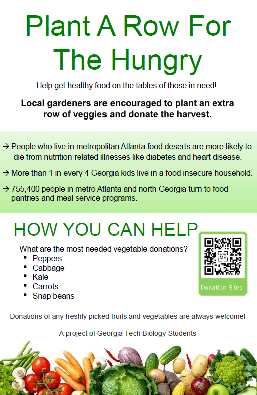 Plant A Row For
The Hungry
Help get healthy food on the tables of those in need!
Local gardeners are encouraged to plant an extra
row of veggies and donate the harvest.
→ People who live in metropolitan Atlanta food deserts are more likely to
die from nutrition related illnesses like diabetes and heart disease.
→ More than 1 in every 4 Georgia kids live in a food insecure household.
→ 755,400 people in metro Atlanta and north Georgia turn to food
pantries and meal service programs.
HOW YOU CAN HELP
What are the most needed vegetable donations?
• Peppers
• Cabbage
• Kale
• Carrots
• Snap beans
Donation Sites
Donations of any freshly picked fruits and vegetables are always welcome!
A project of Georgia Tech Biology Students